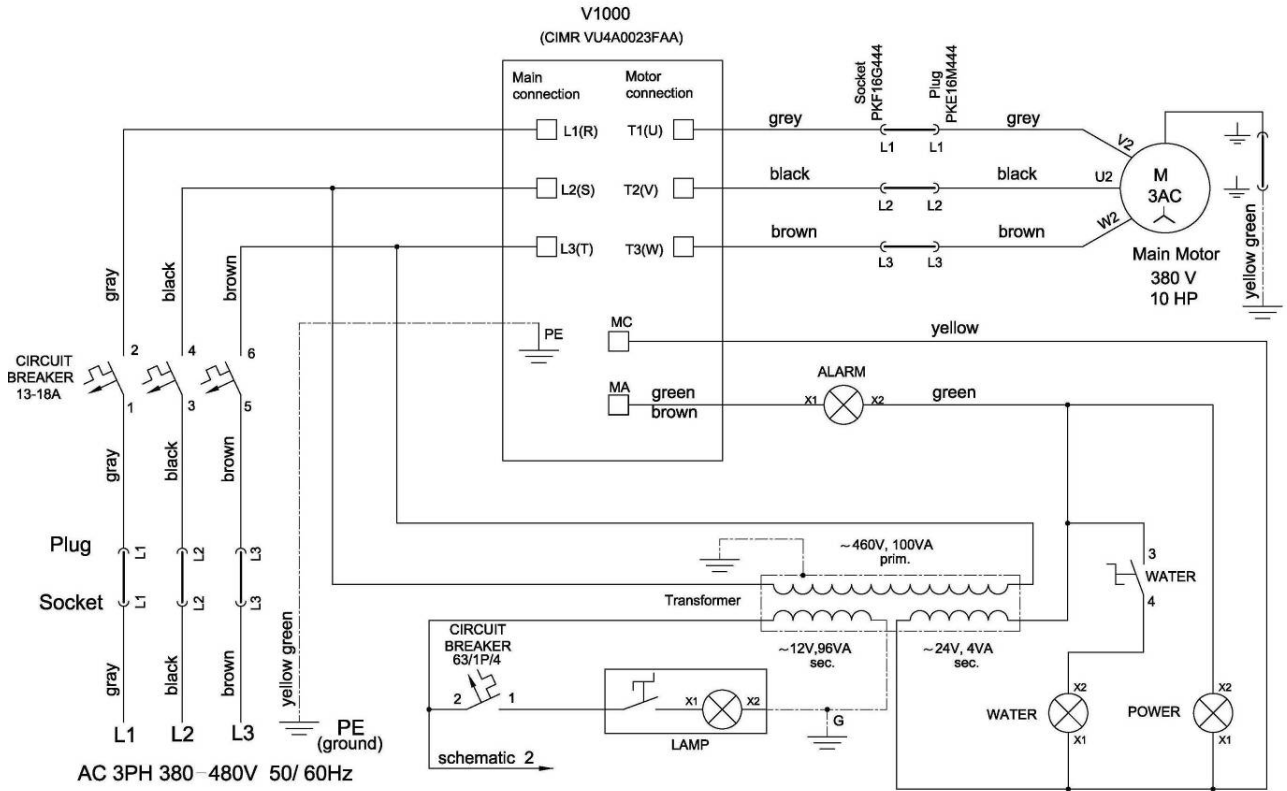 V1000
(CIMR VU4A0023FAA)
Main
connection
Motor
connection
L1(R)
T1(U)
L2(S)
T2(V)
L3(T)
T3(W)
PE
MC
MA
grey
Socket
PKF16G444
Plug
PKE16M444
grey
L1
L1
black
black
L2
L2
brown
brown
L3
L3
V2
U2
W2
M
3AC
Main Motor
380 V
10 HP
yellow green
yellow
green
brown
ALARM
X1
X2
green
gray
black
brown
CIRCUIT
BREAKER
13-18A
2
4
6
1
3
5
gray
black
brown
Plug
L1
L2
L3
Socket
L1
L2
L3
gray
black
brown
yellow green
L1
L2
L3
PE
(ground)
AC 3PH 380-480V 50/ 60Hz
~460V, 100VA
prim.
Transformer
~12V,96VA
sec.
~24V, 4VA
sec.
CIRCUIT
BREAKER
63/1P/4
2
1
X1
X2
LAMP
G
schematic 2
3
WATER
4
X2
WATER
X1
X2
POWER
X1